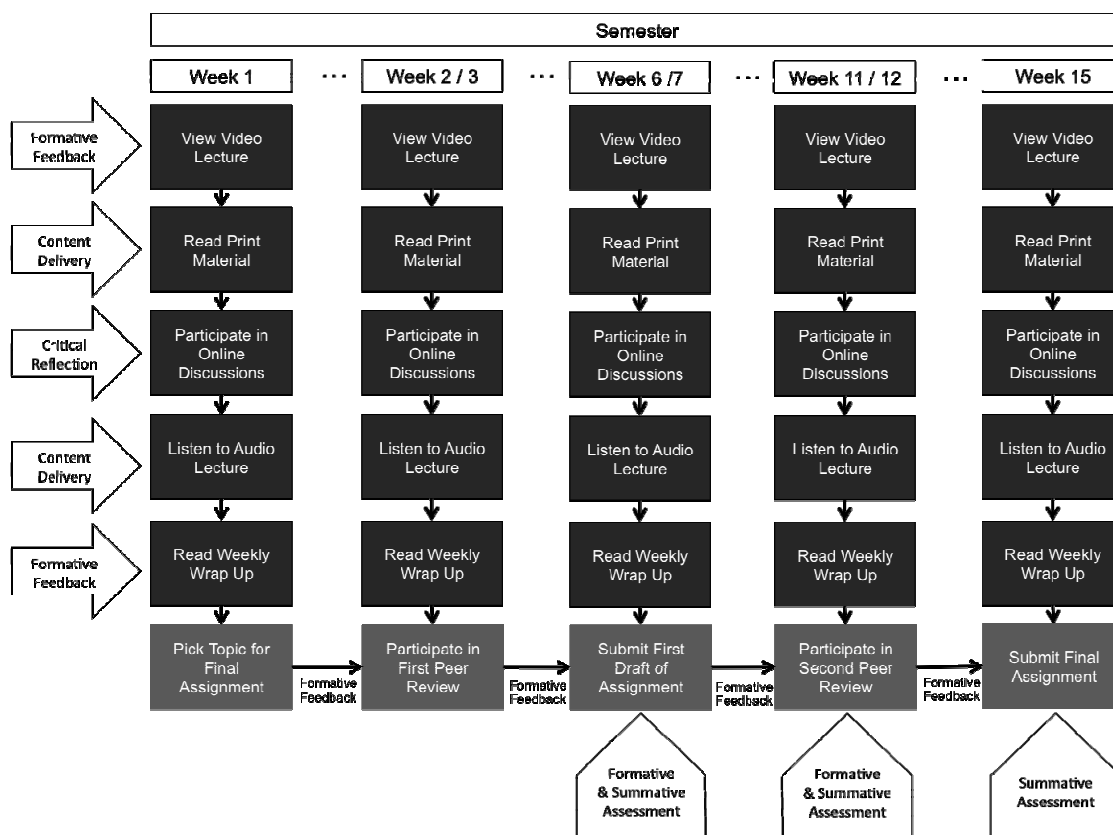 Semester
Week 1 ... Week 2 / 3 ... Week 6 /7 ... Week 11 / 12 ... Week 15
Formative
Feedback
View Video
Lecture
View Video
Lecture
View Video
Lecture
View Video
Lecture
View Video
Lecture
Content
Delivery
Read Print
Material
Read Print
Material
Read Print
Material
Read Print
Material
Read Print
Material
Critical
Reflection
Participate in
Online
Discussions
Participate in
Online
Discussions
Participate in
Online
Discussions
Participate in
Online
Discussions
Participate in
Online
Discussions
Content
Delivery
Listen to Audio
Lecture
Listen to Audio
Lecture
Listen to Audio
Lecture
Listen to Audio
Lecture
Listen to Audio
Lecture
Formative
Feedback
Read Weekly
Wrap Up
Read Weekly
Wrap Up
Read Weekly
Wrap Up
Read Weekly
Wrap Up
Read Weekly
Wrap Up
Pick Topic for
Final
Assignment
Formative
Feedback
Participate in
First Peer
Review
Formative
Feedback
Submit First
Draft of
Assignment
Formative
Feedback
Participate in
Second Peer
Review
Formative
Feedback
Submit Final
Assignment
Formative
& Summative
Assessment
Formative
& Summative
Assessment
Summative
Assessment